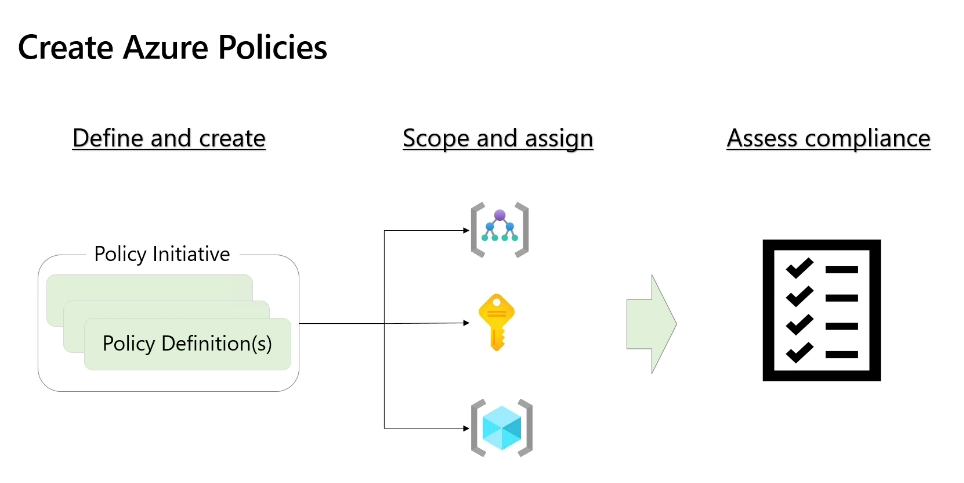 Create Azure Policies
Define and create
Scope and assign
Assess compliance
Policy Initiative
Policy Definition(s)